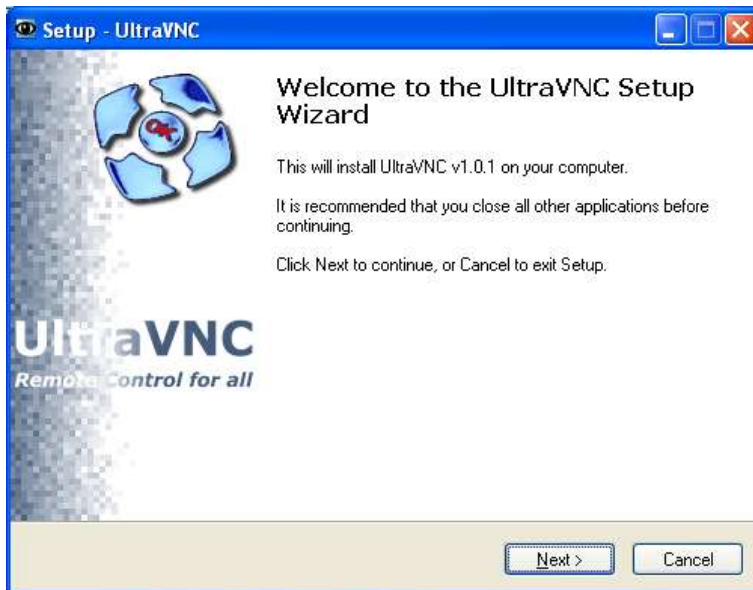 Setup - UltraVNC
Welcome to the UltraVNC Setup
Wizard
This will install UltraVNC v1.0.1 on your computer.
It is recommended that you close all other applications before
continuing.
Click Next to continue, or Cancel to exit Setup.
UltraVNC
Remote Control for all
Next >
Cancel